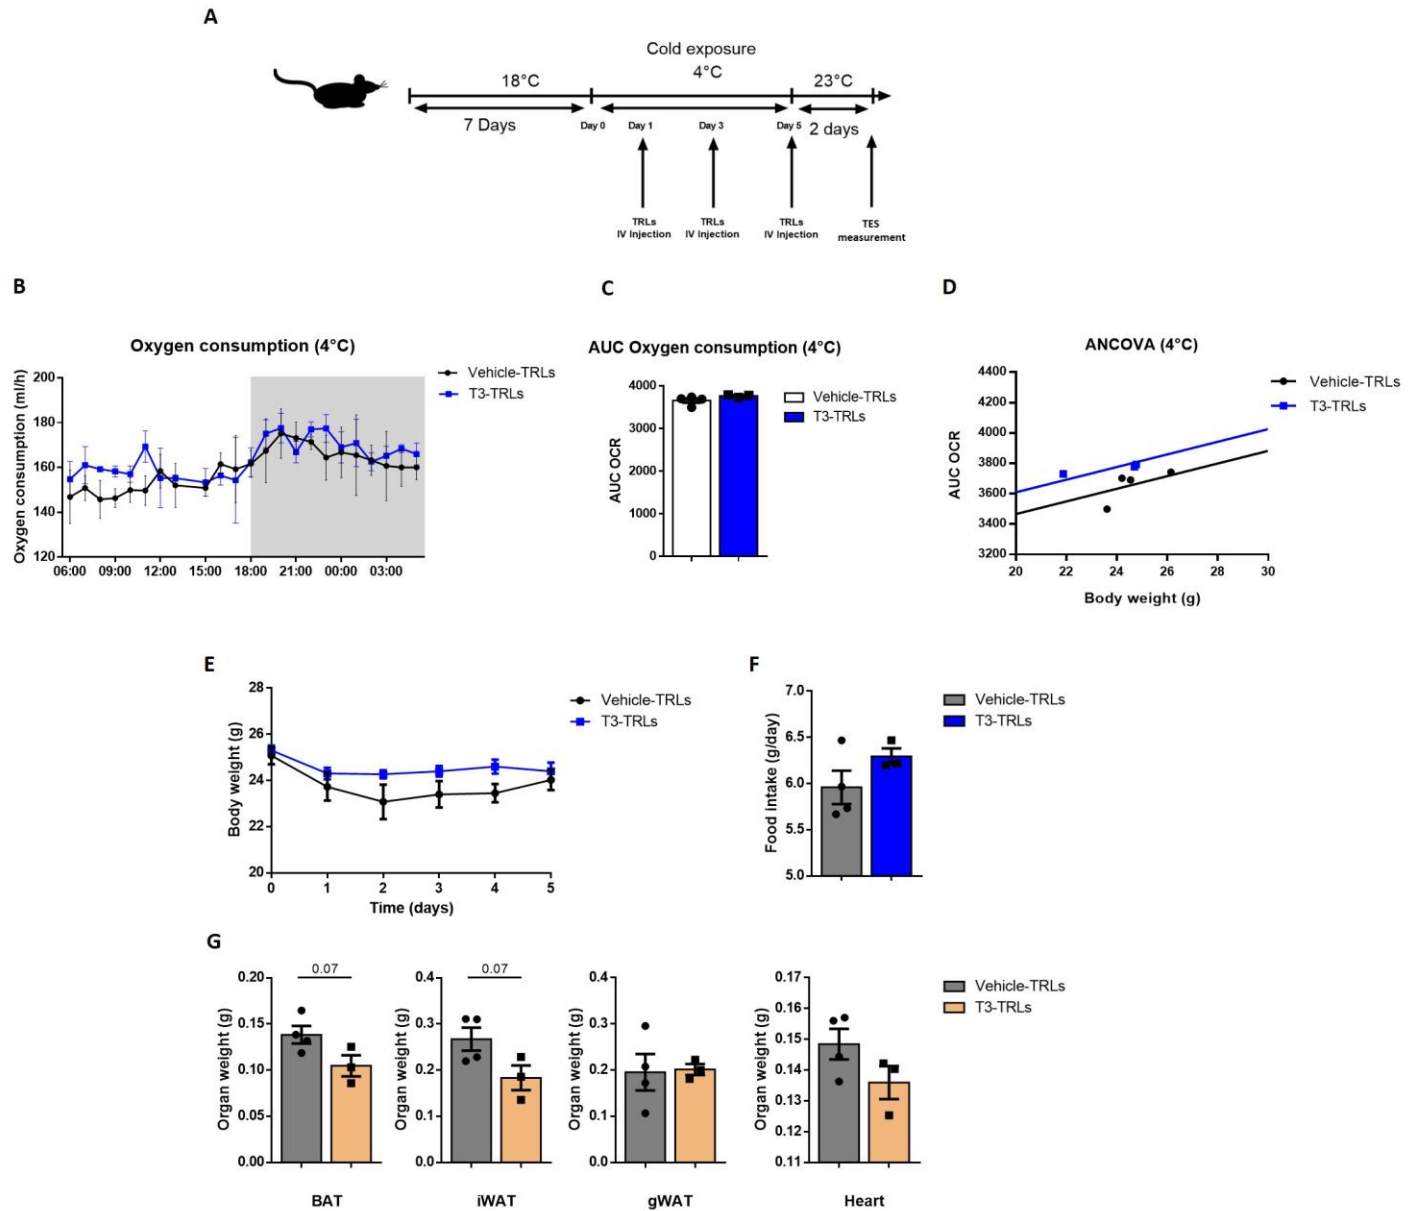 A
Cold exposure
18°C
4°C
23°C
7 Days
Day 0
Day 1
Day 3
Day 5
2 days
TRLs
IV Injection
TRLs
IV Injection
TRLs
IV Injection
TES
measurement
B
Oxygen consumption (4°C)
Oxygen consumption (ml/h)
200
180
160
140
120
06:00 09:00 12:00 15:00 18:00 21:00 00:00 03:00
Vehicle-TRLs
T3-TRLs
C
AUC Oxygen consumption (4°C)
AUC OCR
4000
3000
2000
1000
0
Vehicle-TRLs
T3-TRLs
D
ANCOVA (4°C)
AUC OCR
4400
4200
4000
3800
3600
3400
3200
20 22 24 26 28 30
Body weight (g)
Vehicle-TRLs
T3-TRLs
E
Body weight (g)
28
26
24
22
20
0 1 2 3 4 5
Time (days)
Vehicle-TRLs
T3-TRLs
F
Food intake (g/day)
7.0
6.5
6.0
5.5
5.0
Vehicle-TRLs
T3-TRLs
G
Organ weight (g)
0.20
0.15
0.10
0.05
0.00
0.07
BAT
Organ weight (g)
0.4
0.3
0.2
0.1
0.0
0.07
iWAT
Organ weight (g)
0.4
0.3
0.2
0.1
0.0
gWAT
Organ weight (g)
0.17
0.16
0.15
0.14
0.13
0.12
0.11
Heart
Vehicle-TRLs
T3-TRLs